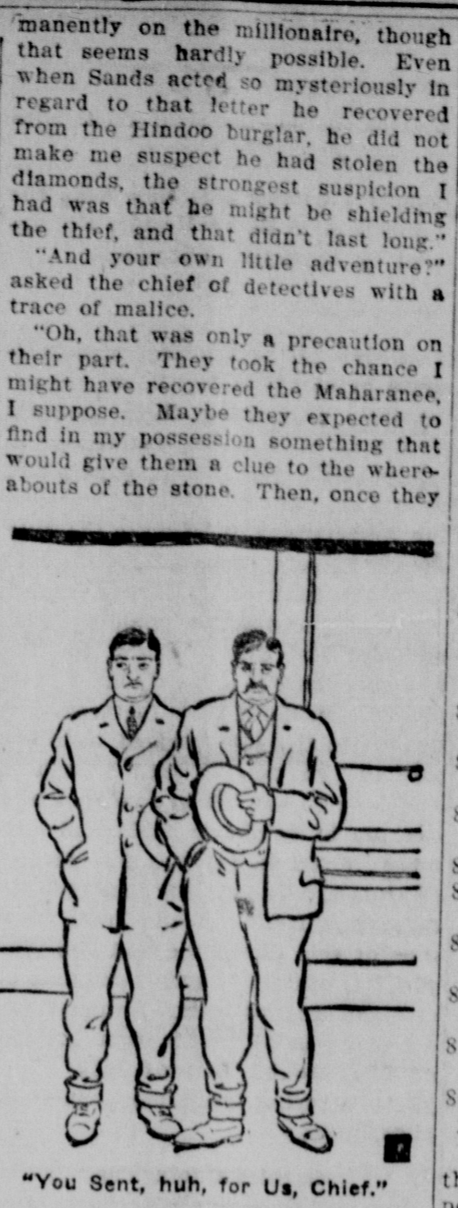 manently on the millionaire, though
that seems hardly possible. Even
when Sands acted so mysteriously in
regard to that letter he recovered
from the Hindoo burglar, he did not
make me suspect he had stolen the
diamonds, the strongest suspicion I
had was that he might be shielding
the thief, and that didn't last long."
"And your own little adventure?"
asked the chief of detectives with a
trace of malice.
"Oh, that was only a precaution on
their part. They took the chance I
might have recovered the Maharanee,
I suppose. Maybe they expected to
find in my possession something that
would give them a clue to the where-
abouts of the stone. Then, once they
"You Sent, huh, for Us, Chief."